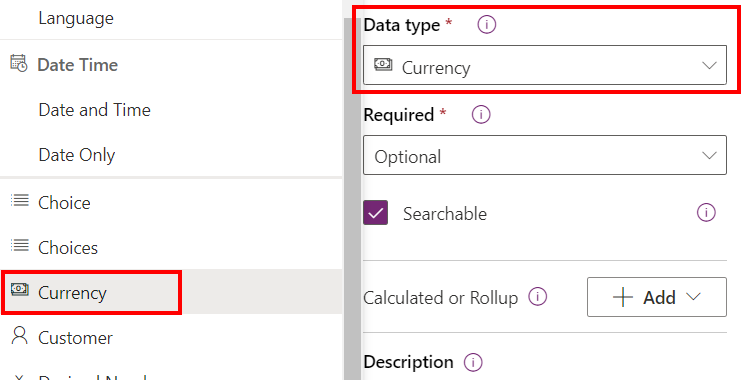 Language
Date Time
Date and Time
Date Only
Choice
Choices
Currency
Customer
Data type *
Currency
Required *
Optional
Searchable
Calculated or Rollup
Add
Description